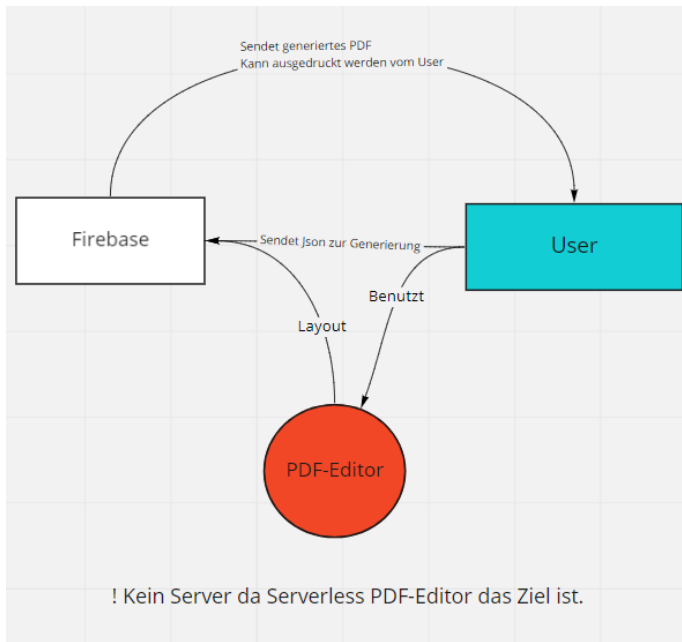 Sendet generiertes PDF
Kann ausgedruckt werden vom User
Firebase
Sendet Json zur Generierung
User
Benutzt
Layout
PDF-Editor
! Kein Server da Serverless PDF-Editor das Ziel ist.